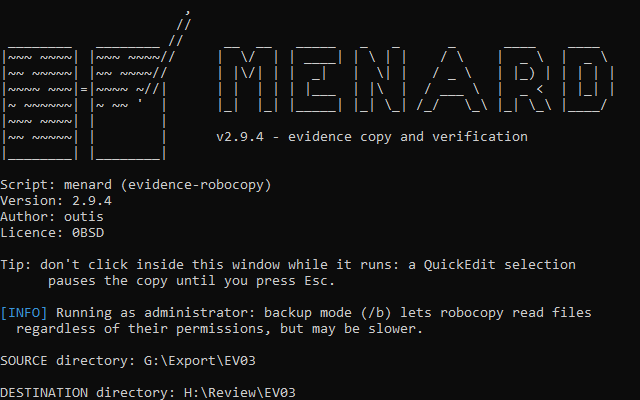 MENARD
v2.9.4 - evidence copy and verification
Script: menard (evidence-robocopy)
Version: 2.9.4
Author: outis
Licence: 0BSD
Tip: don't click inside this window while it runs: a QuickEdit selection
pauses the copy until you press Esc.
[INFO] Running as administrator: backup mode (/b) lets robocopy read files
regardless of their permissions, but may be slower.
SOURCE directory: G:\Export\EV03
DESTINATION directory: H:\Review\EV03